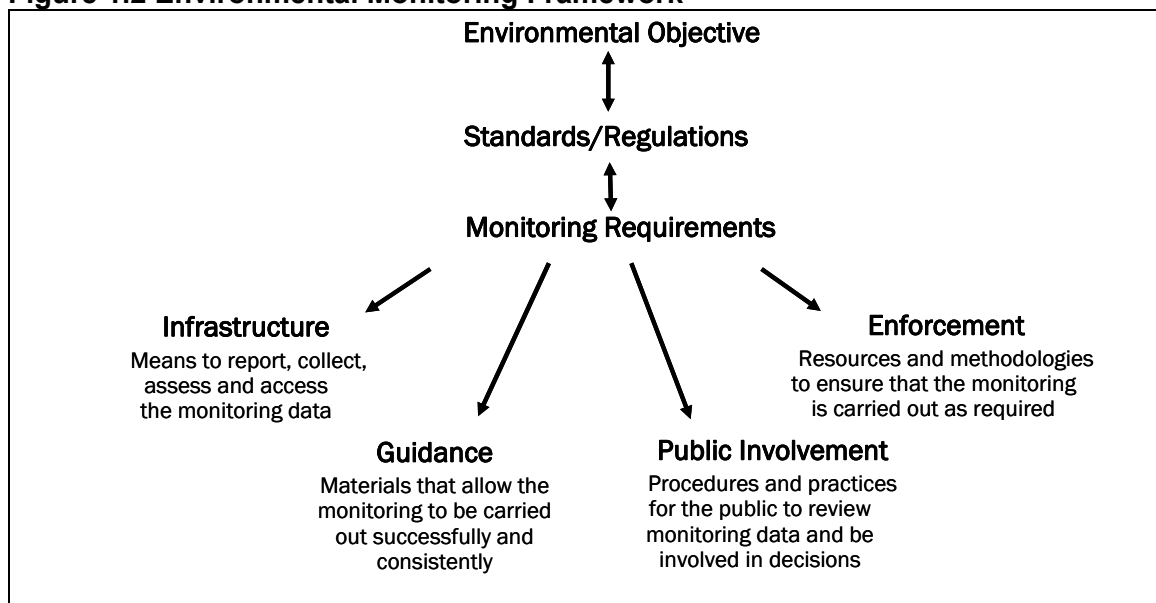 Figure 1.2 Environmental Monitoring Framework
Environmental Objective
Standards/Regulations
Monitoring Requirements
Infrastructure
Means to report, collect,
assess and access
the monitoring data
Enforcement
Resources and methodologies
to ensure that the monitoring
is carried out as required
Guidance
Materials that allow the
monitoring to be carried
out successfully and
consistently
Public Involvement
Procedures and practices
for the public to review
monitoring data and be
involved in decisions